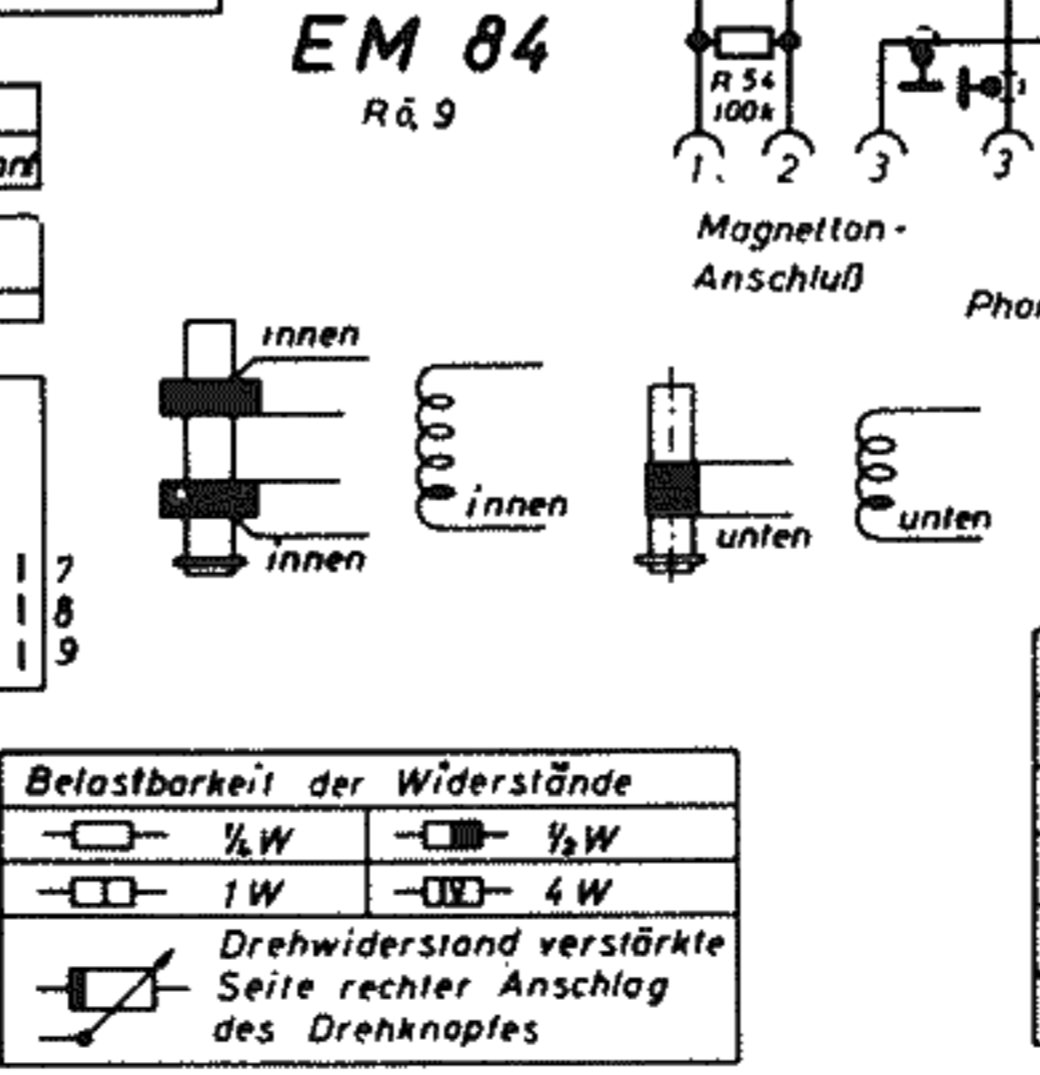 EM 84
Rö. 9
R 54
100k
1
2
3
3
Magnetton-
Anschluß
innen
innen
innen
unten
unten
7
8
9
Belastbarkeit der Widerstände
¼ W
½ W
1 W
4 W
Drehwiderstand verstärkte
Seite rechter Anschlag
des Drehknopfes